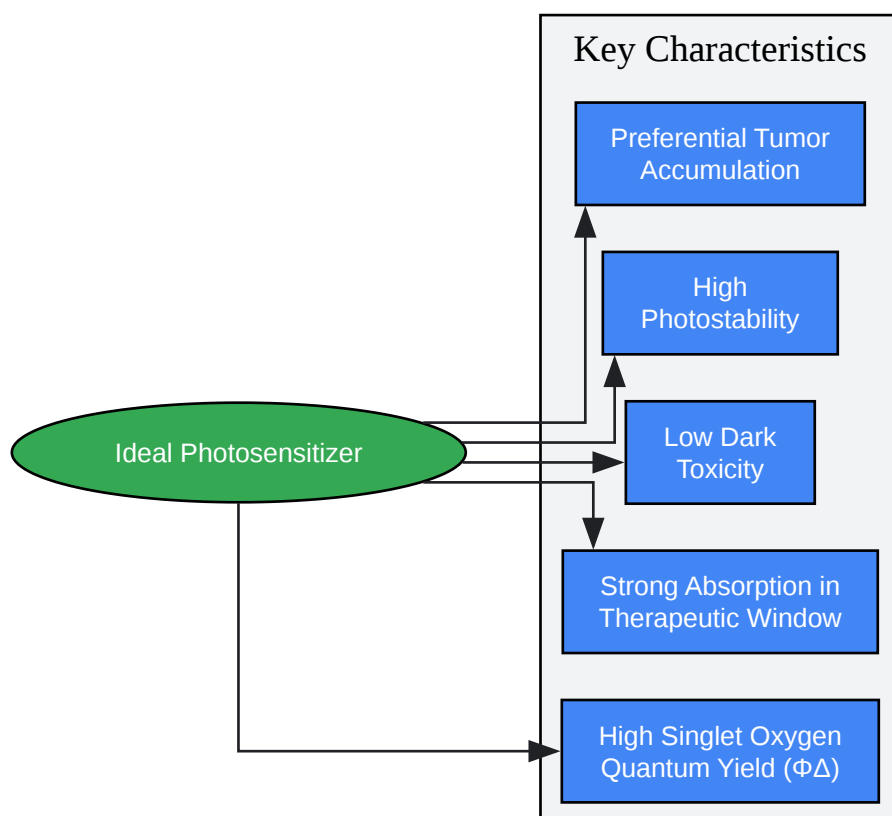 Key Characteristics
Preferential Tumor
Accumulation
High
Photostability
Ideal Photosensitizer
Low Dark
Toxicity
Strong Absorption in
Therapeutic Window
High Singlet Oxygen
Quantum Yield (ΦΔ)